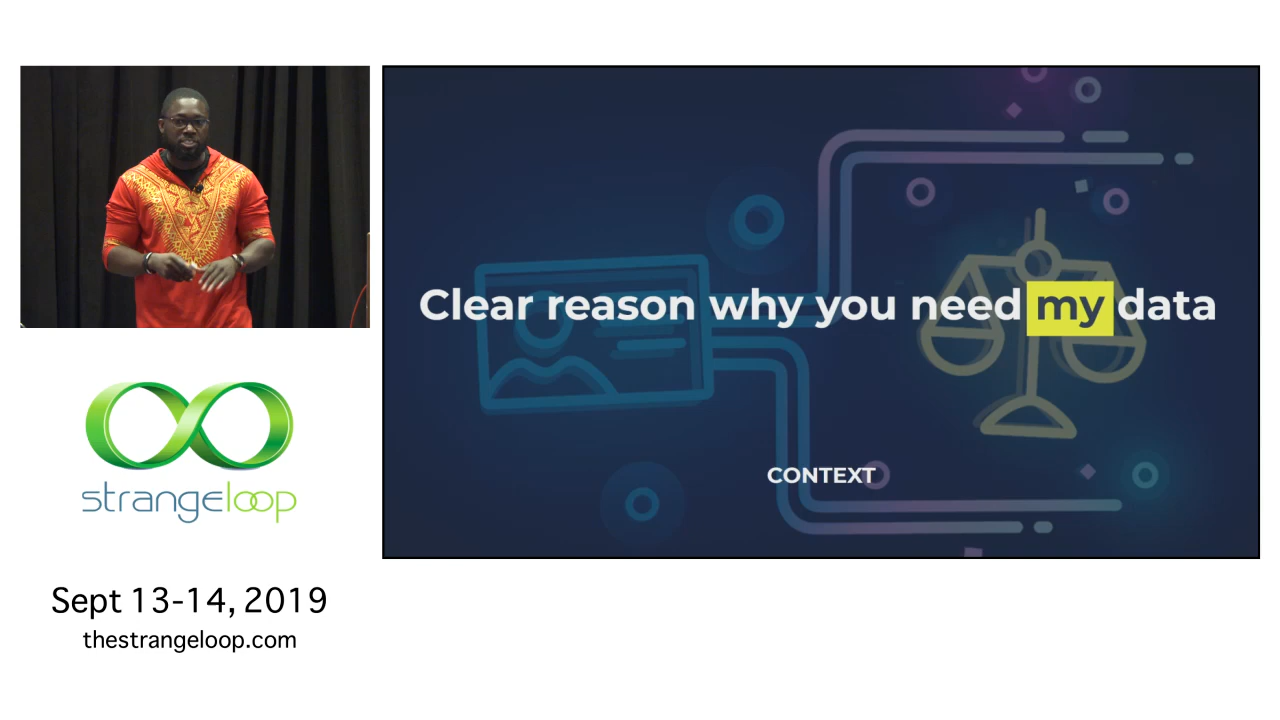 Clear reason why you need my data
CONTEXT
strangeloop
Sept 13-14, 2019
thestrangeloop.com